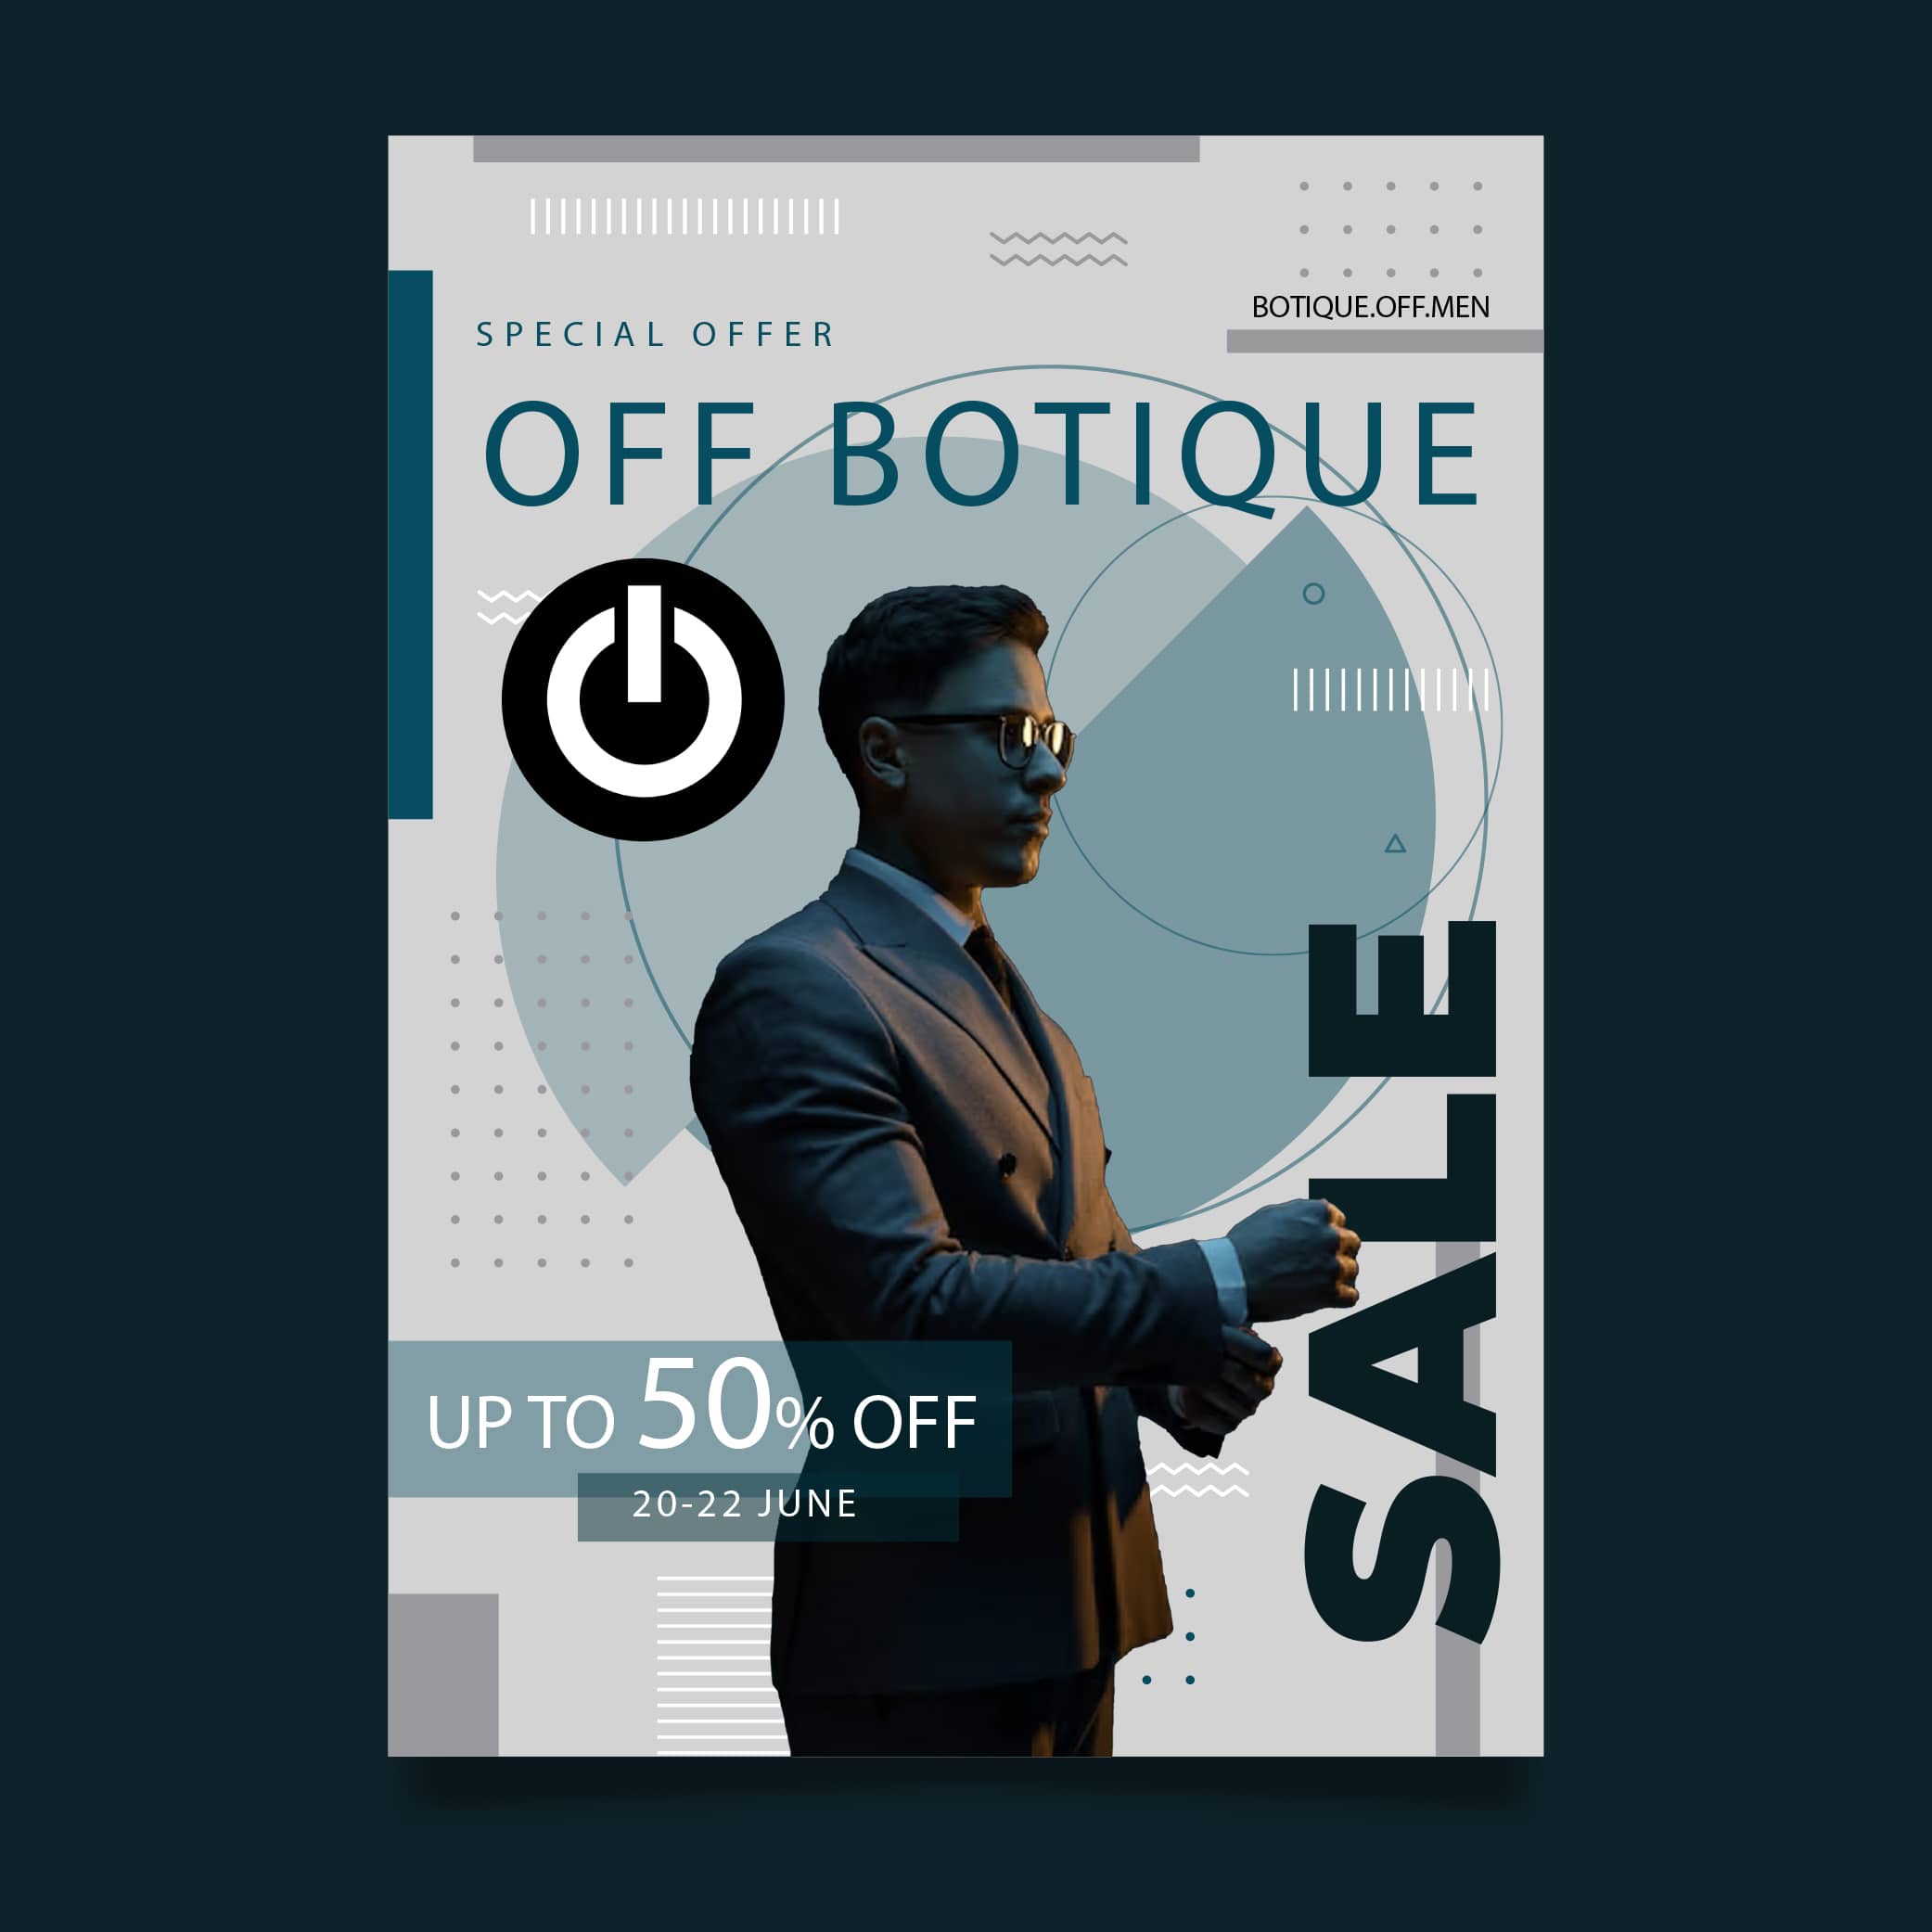 BOTIQUE.OFF.MEN
SPECIAL OFFER
OFF BOTIQUE
SALE
UP TO 50% OFF
20-22 JUNE